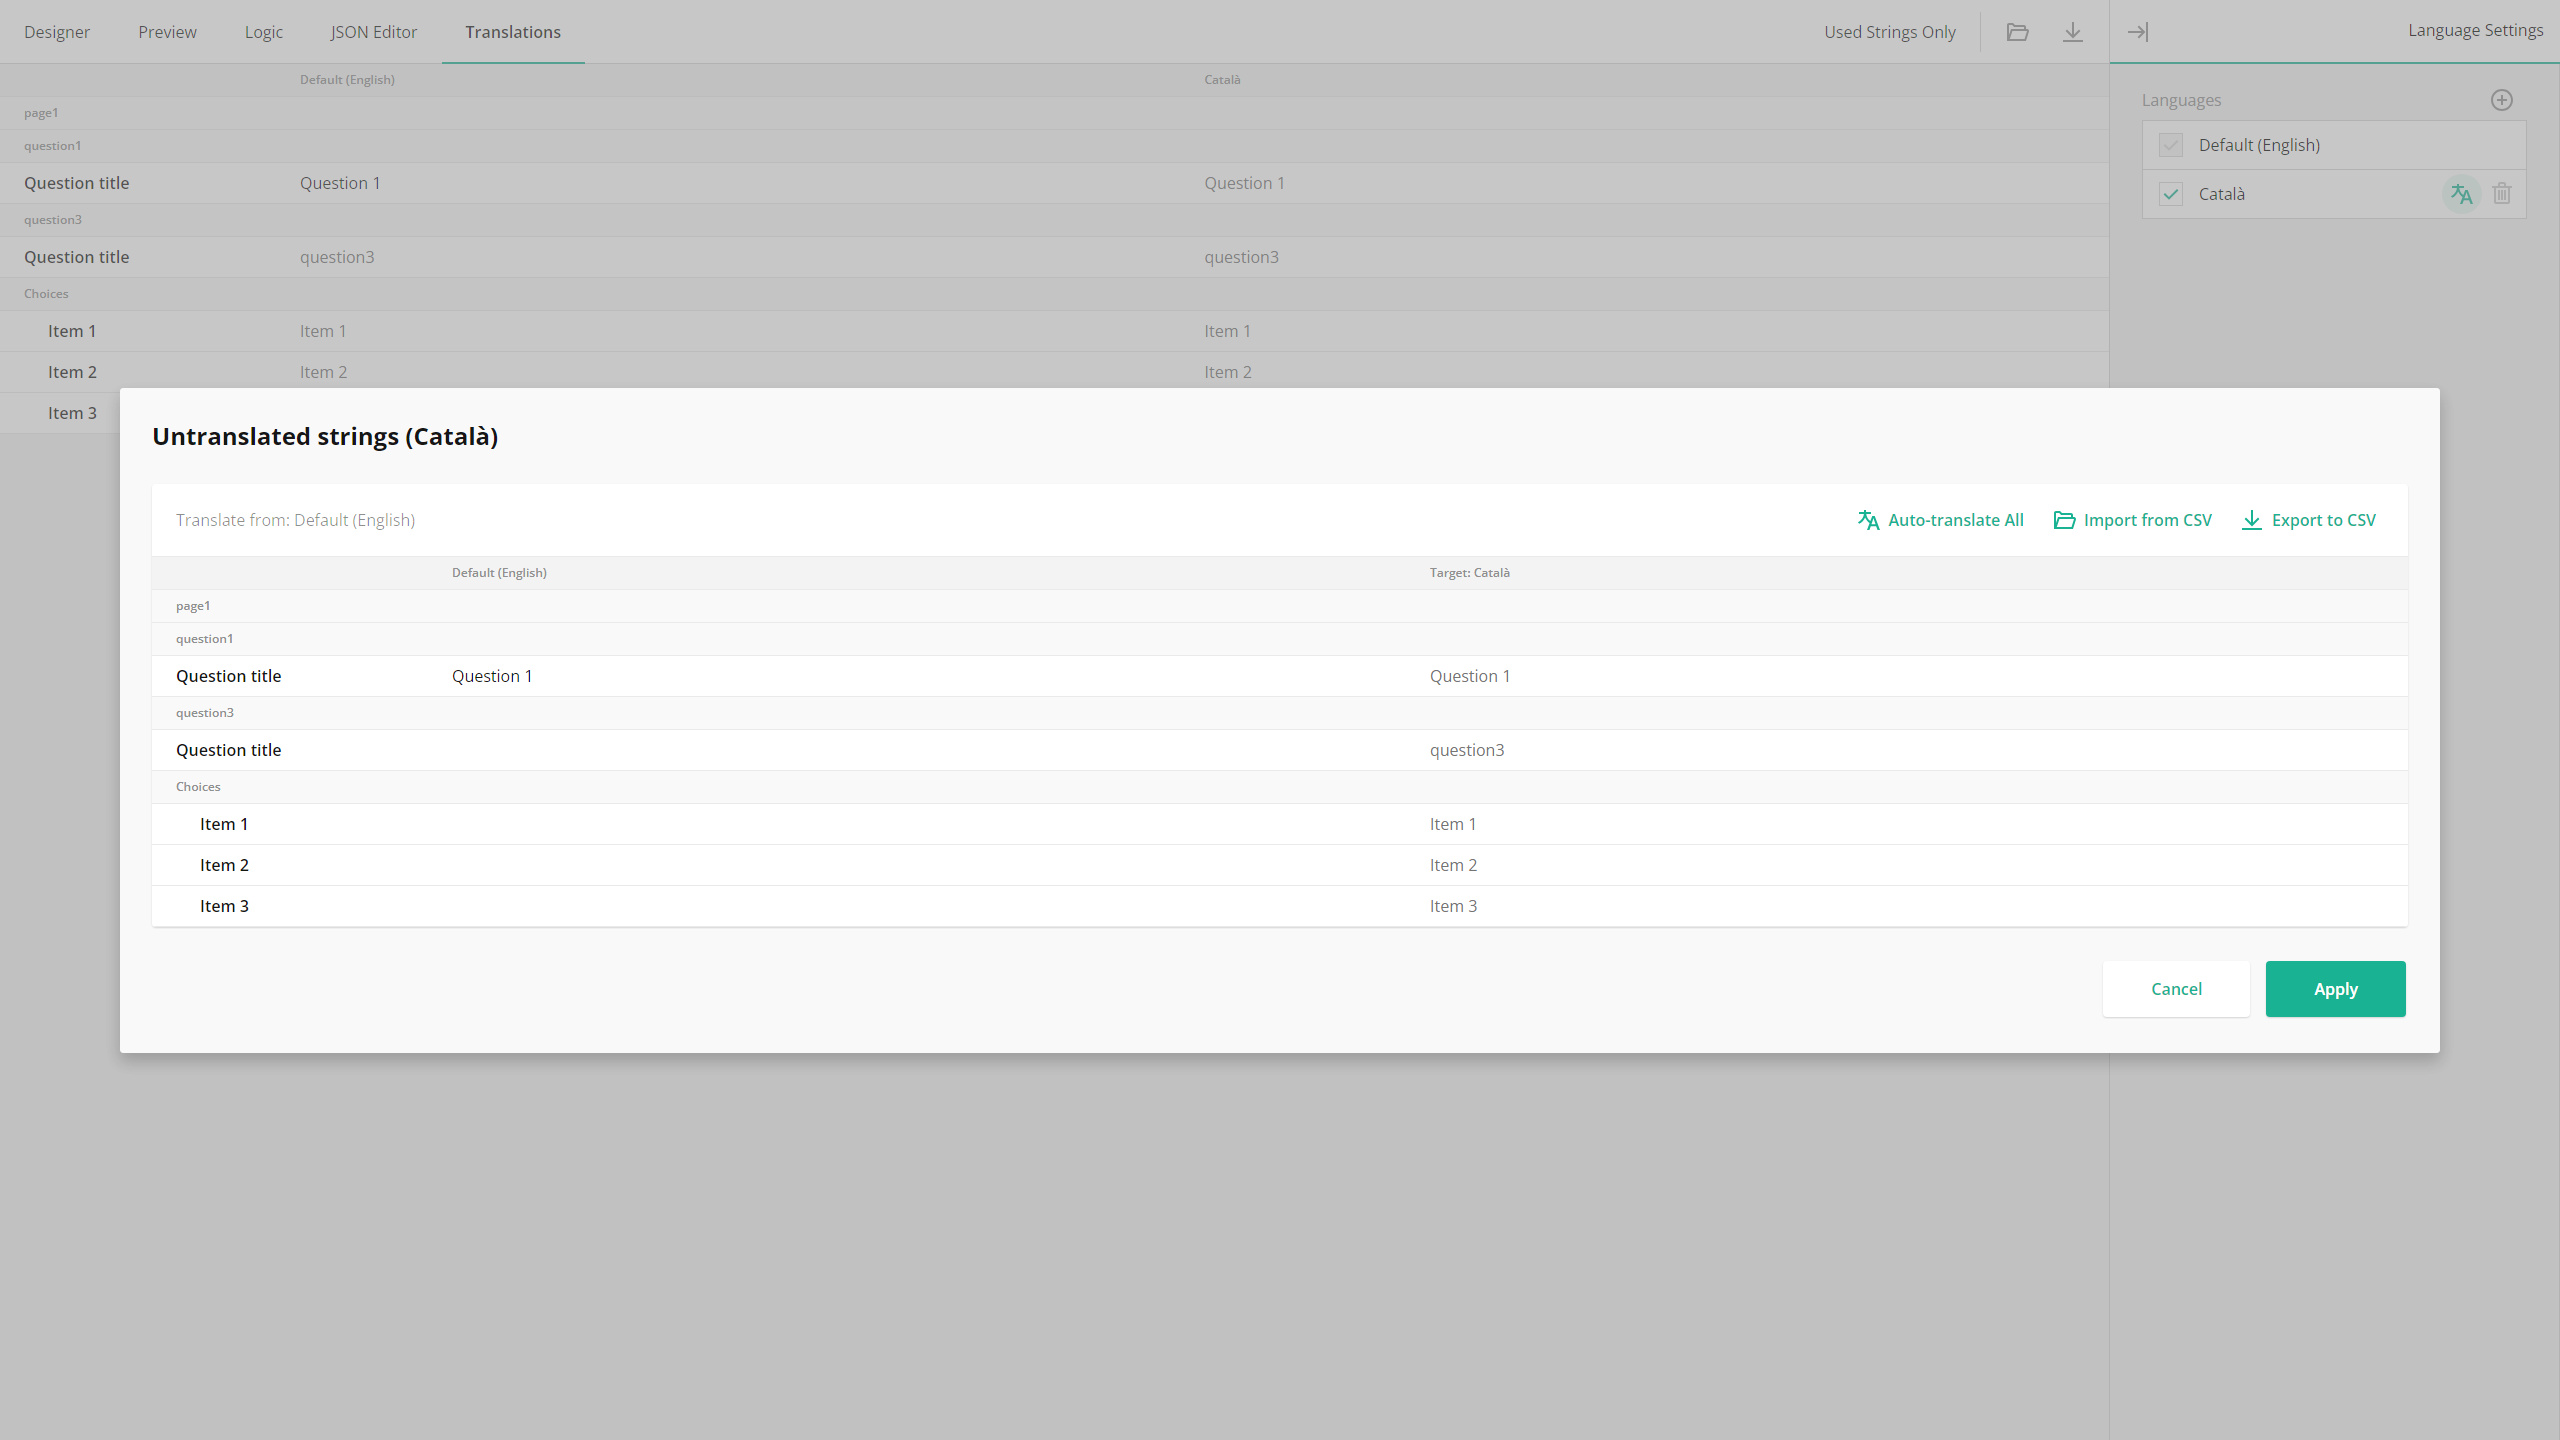 Designer Preview Logic JSON Editor Translations Used Strings Only Language Settings
Default (English) Català
page1
question1
Question title Question 1 Question 1
question3
Question title question3 question3
Choices
Item 1 Item 1 Item 1
Item 2 Item 2 Item 2
Item 3
Languages
Default (English)
Català
Untranslated strings (Català)
Translate from: Default (English) Auto-translate All Import from CSV Export to CSV
Default (English) Target: Català
page1
question1
Question title Question 1 Question 1
question3
Question title question3
Choices
Item 1 Item 1
Item 2 Item 2
Item 3 Item 3
Cancel Apply